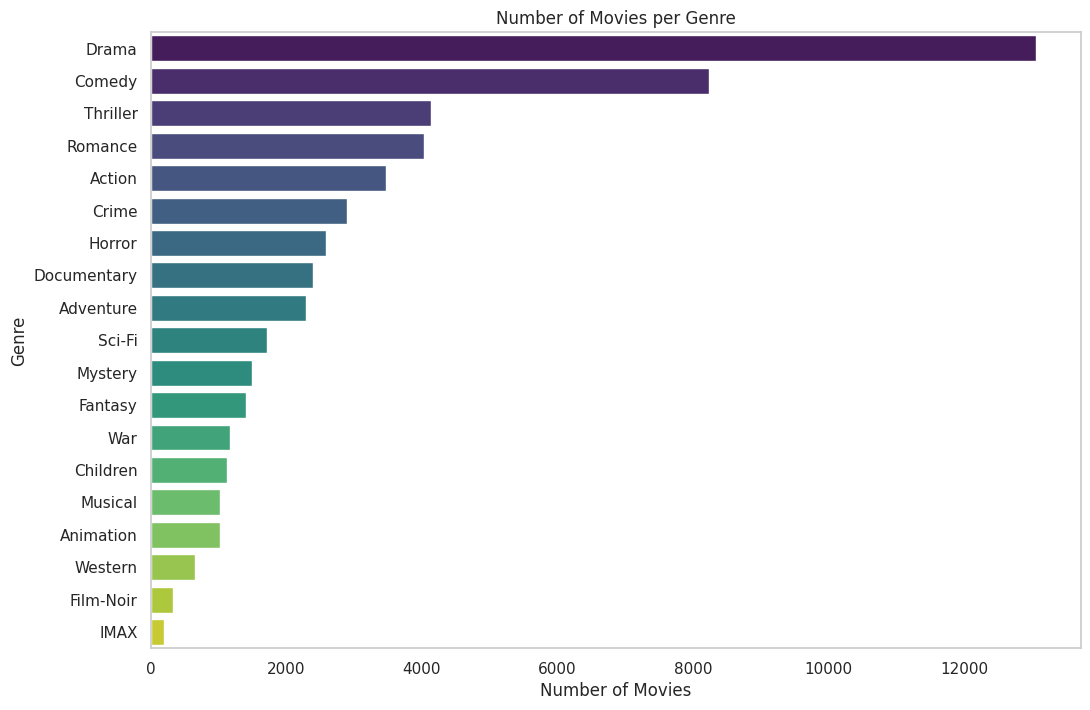 Number of Movies per Genre
Genre
Drama
Comedy
Thriller
Romance
Action
Crime
Horror
Documentary
Adventure
Sci-Fi
Mystery
Fantasy
War
Children
Musical
Animation
Western
Film-Noir
IMAX
0 2000 4000 6000 8000 10000 12000
Number of Movies